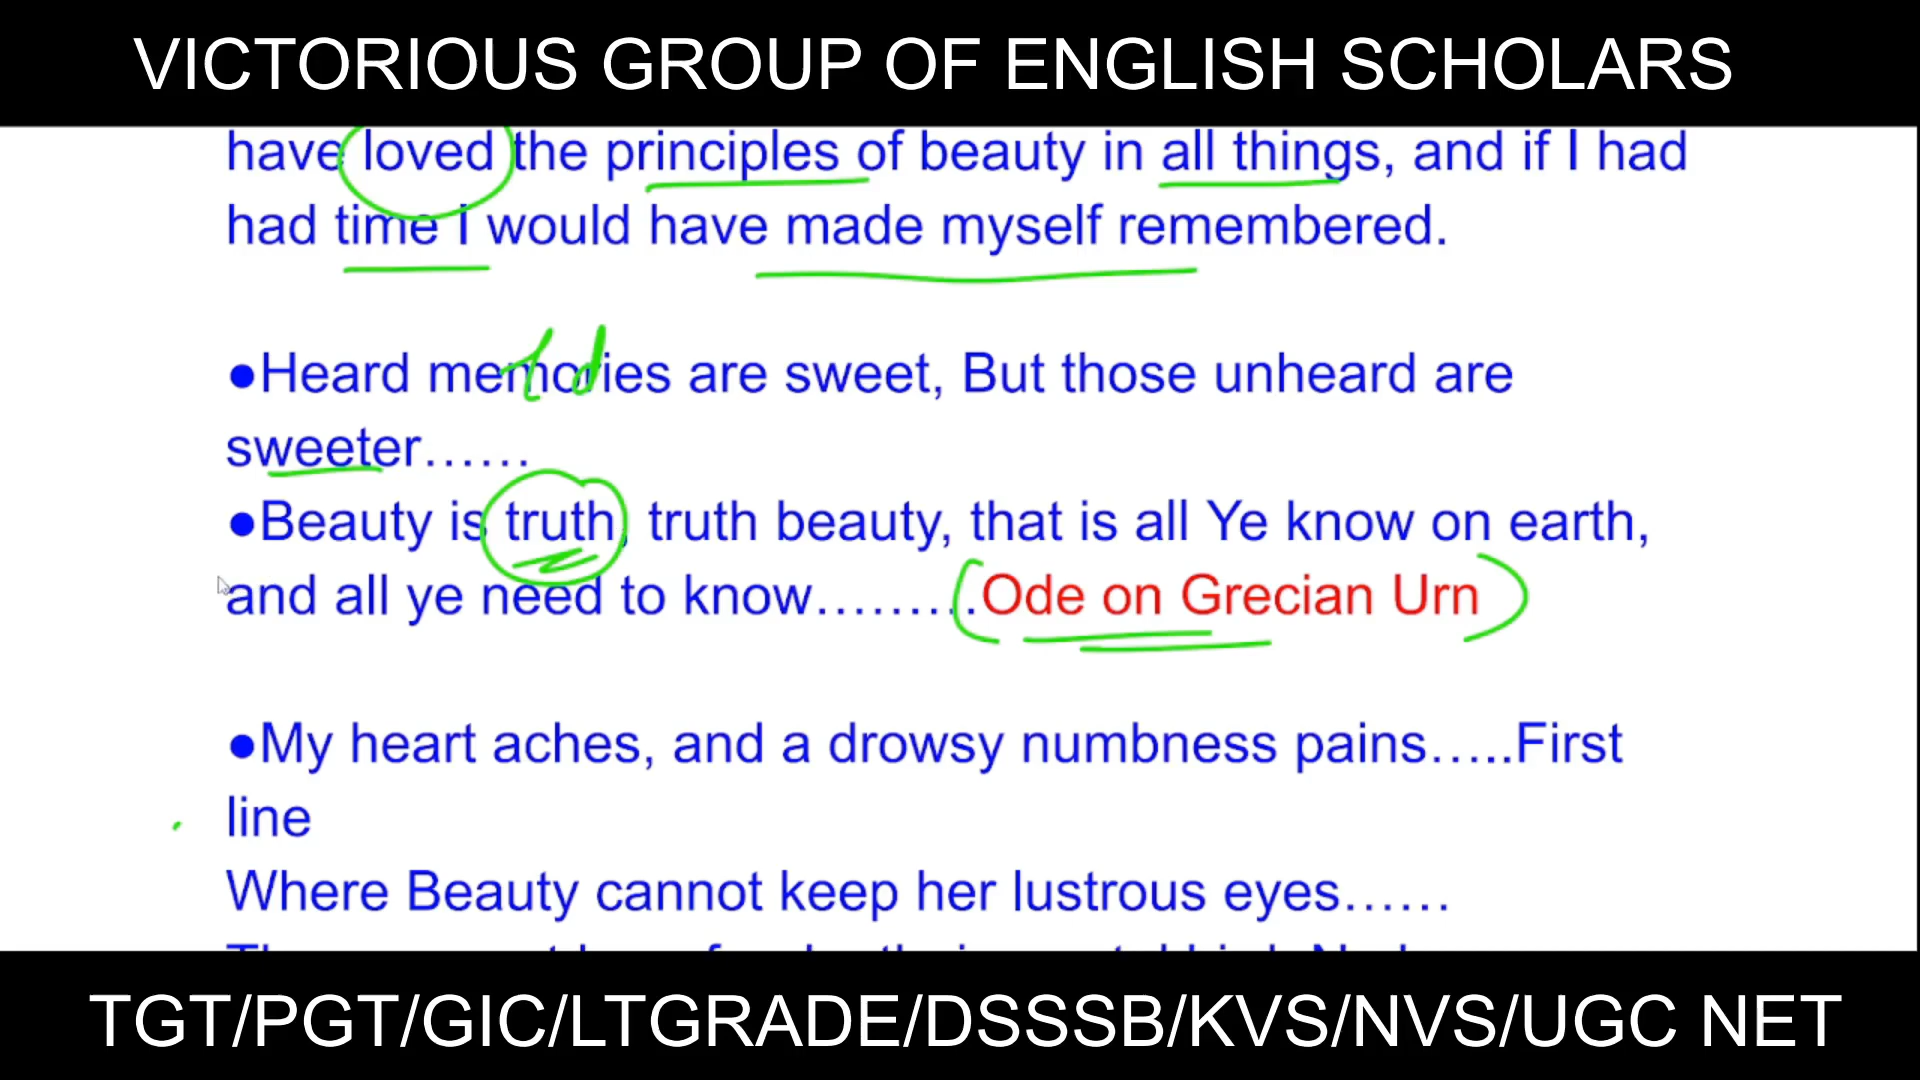 VICTORIOUS GROUP OF ENGLISH SCHOLARS
have loved the principles of beauty in all things, and if I had
had time I would have made myself remembered.
●Heard memories are sweet, But those unheard are
sweeter......
●Beauty is truth, truth beauty, that is all Ye know on earth,
and all ye need to know..........Ode on Grecian Urn
●My heart aches, and a drowsy numbness pains.....First
line
Where Beauty cannot keep her lustrous eyes......
TGT/PGT/GIC/LTGRADE/DSSSB/KVS/NVS/UGC NET